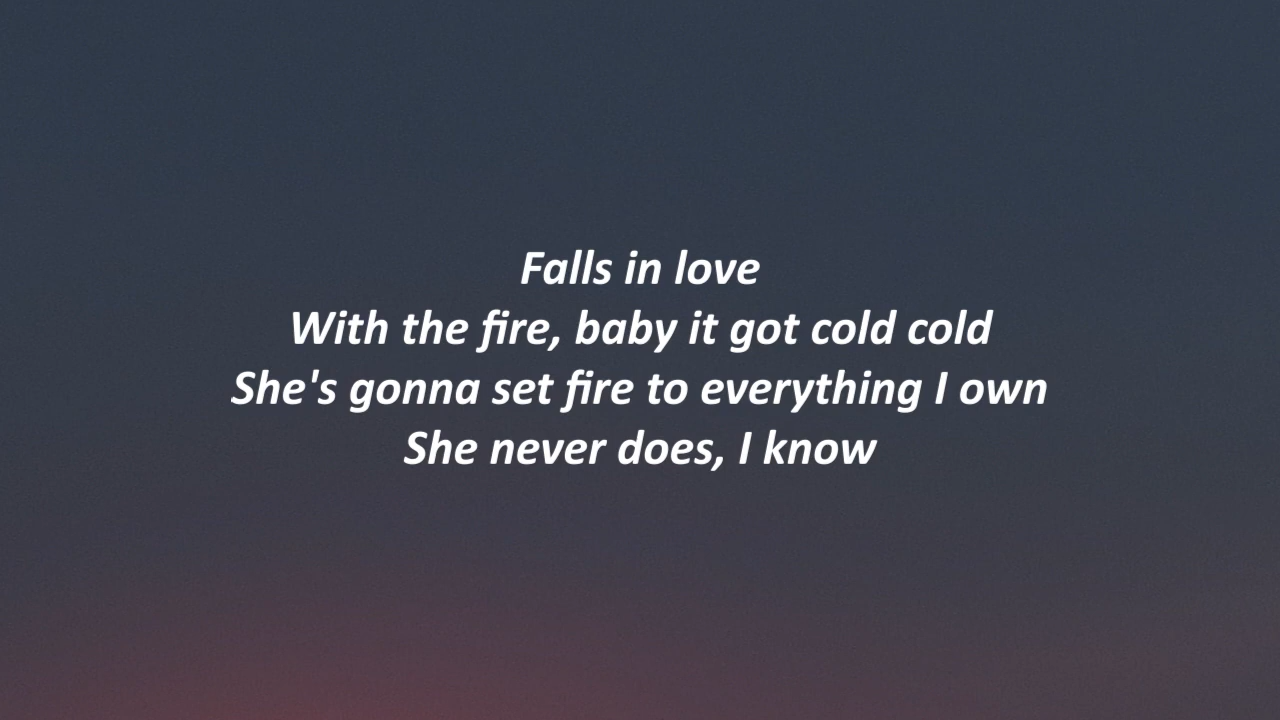 Falls in love
With the fire, baby it got cold cold
She's gonna set fire to everything I own
She never does, I know